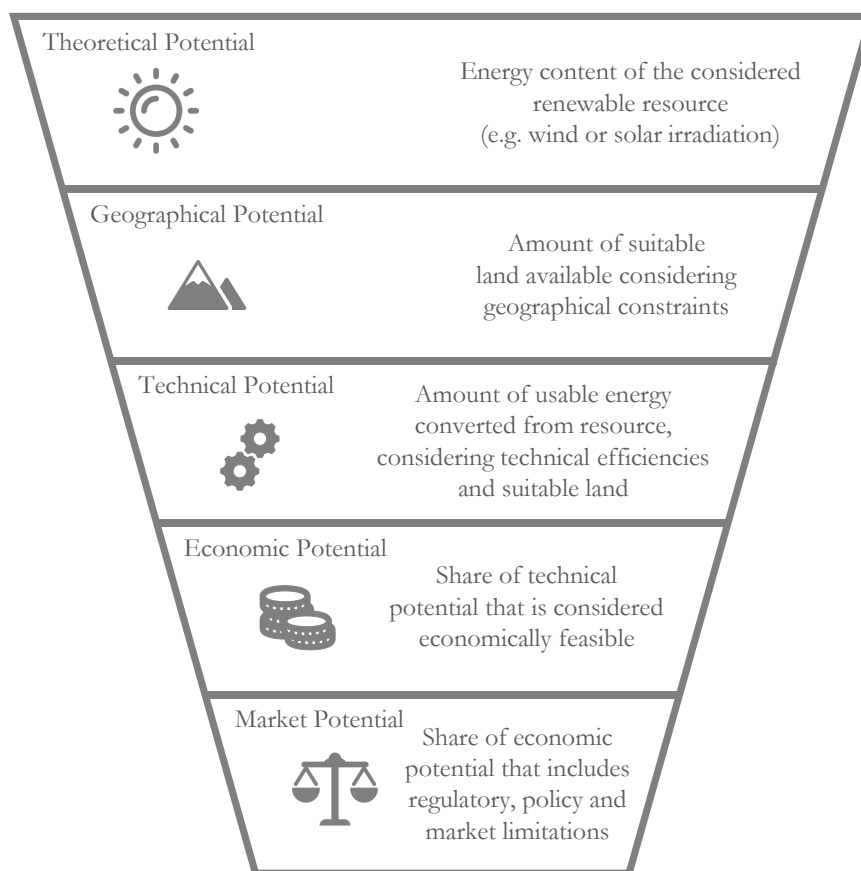 Theoretical Potential
Energy content of the considered
renewable resource
(e.g. wind or solar irradiation)
Geographical Potential
Amount of suitable
land available considering
geographical constraints
Technical Potential
Amount of usable energy
converted from resource,
considering technical efficiencies
and suitable land
Economic Potential
Share of technical
potential that is considered
economically feasible
Market Potential
Share of economic
potential that includes
regulatory, policy and
market limitations